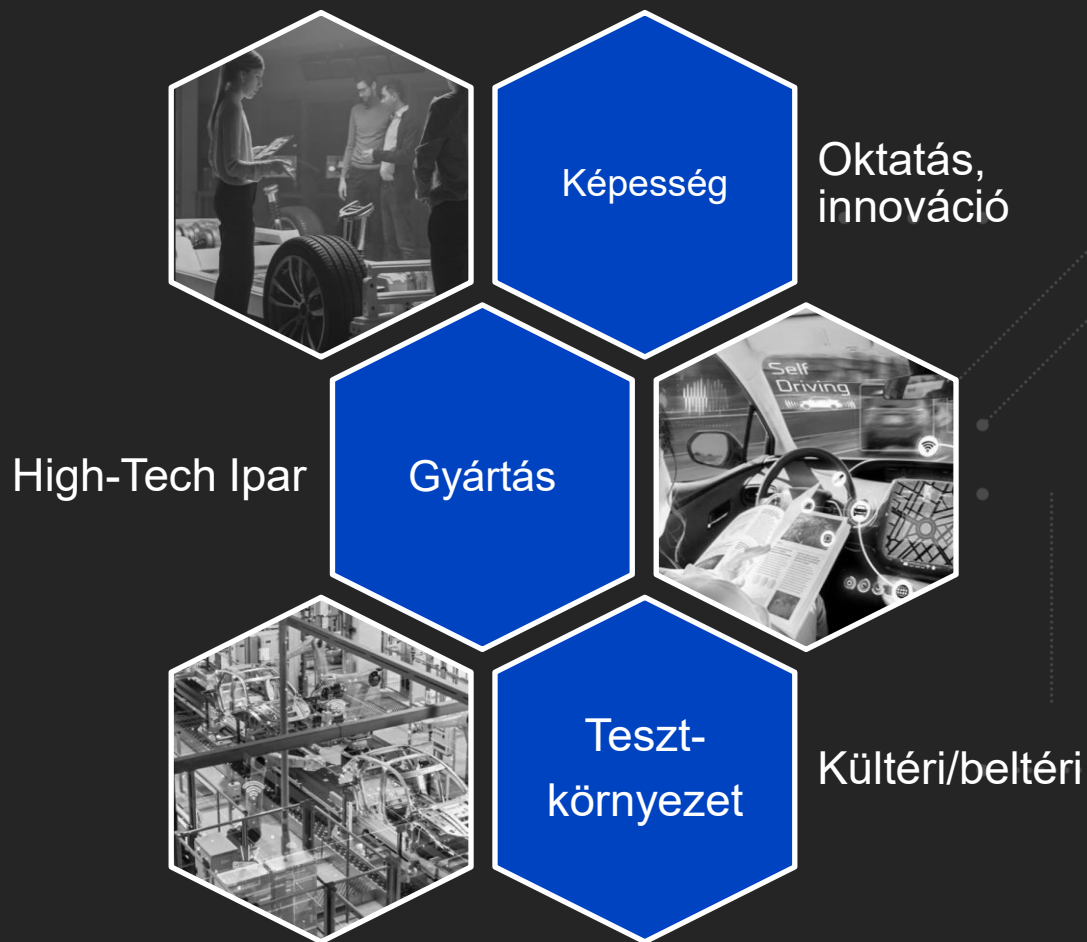 Képesség
Oktatás,
innováció
Self
Driving
High-Tech Ipar
Gyártás
Teszt-
környezet
Kültéri/beltéri